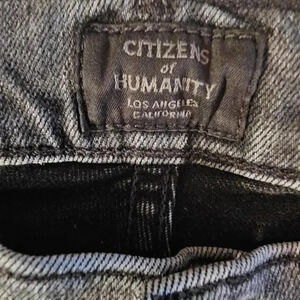 CITIZENS
of
HUMANITY
LOS ANGELES
CALIFORNIA